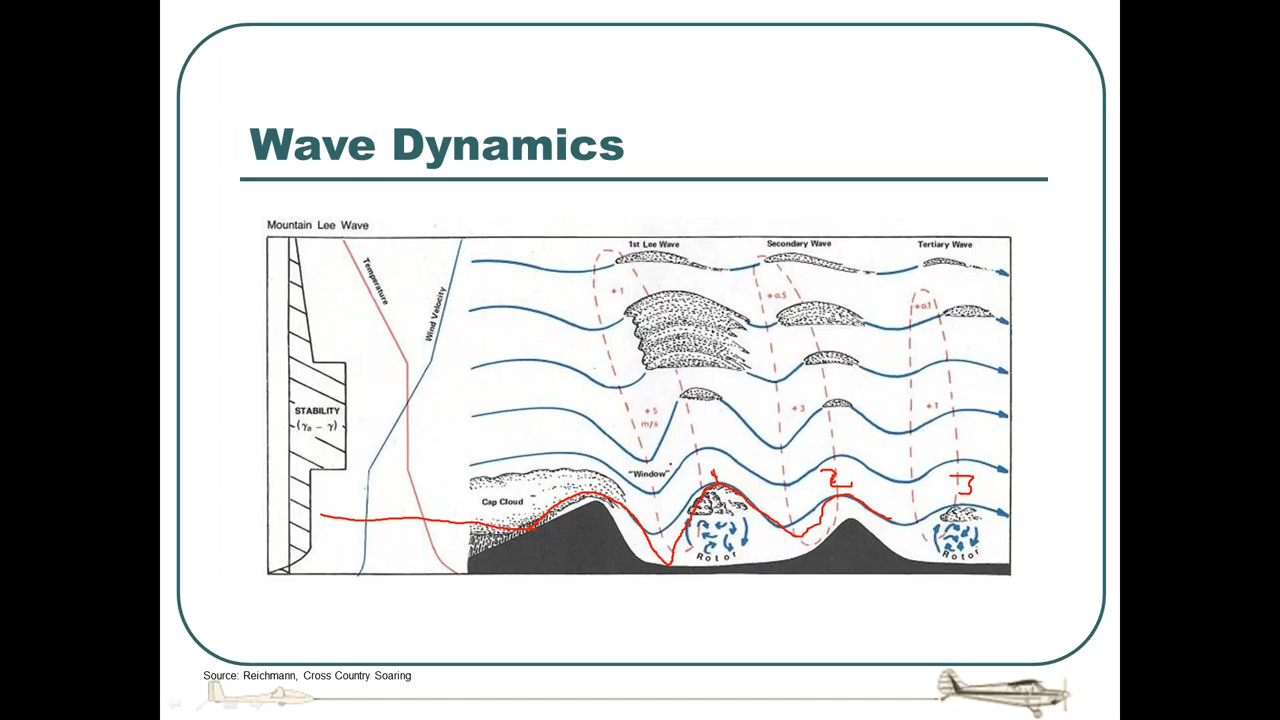 Wave Dynamics
Mountain Lee Wave
1st Lee Wave
Secondary Wave
Tertiary Wave
Temperature
Wind Velocity
+1
+0.5
+0.1
STABILITY
(γa – γ)
+5
m/s
+3
+1
"Window"
Cap Cloud
1
2
3
Rotor
Rotor
Source: Reichmann, Cross Country Soaring